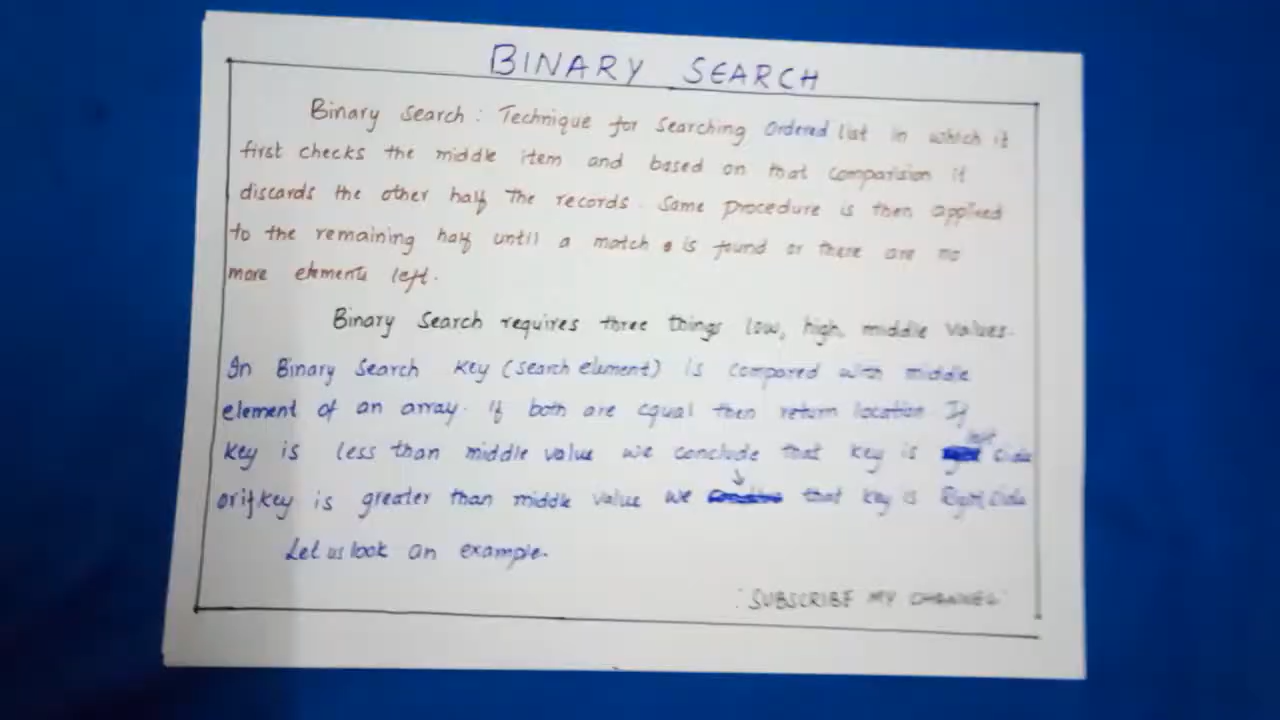 BINARY SEARCH
Binary Search : Technique for Searching Ordered list in which it
first checks the middle item and based on that comparision it
discards the other half the records. Same Procedure is then applied
to the remaining half until a match is found or there are no
more elements left.
Binary Search requires three things low, high, middle values.
In Binary Search Key (search element) is compared with middle
element of an array. if both are equal then return location If
left
Key is less than middle value we conclude that key is side
or if key is greater than middle value we that key is Right side
Let us look an example.
SUBSCRIBE MY CHANNEL